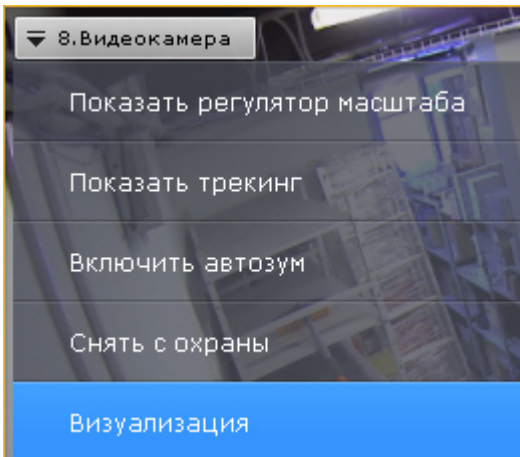 8.Видеокамера
Показать регулятор масштаба
Показать трекинг
Включить автозум
Снять с охраны
Визуализация